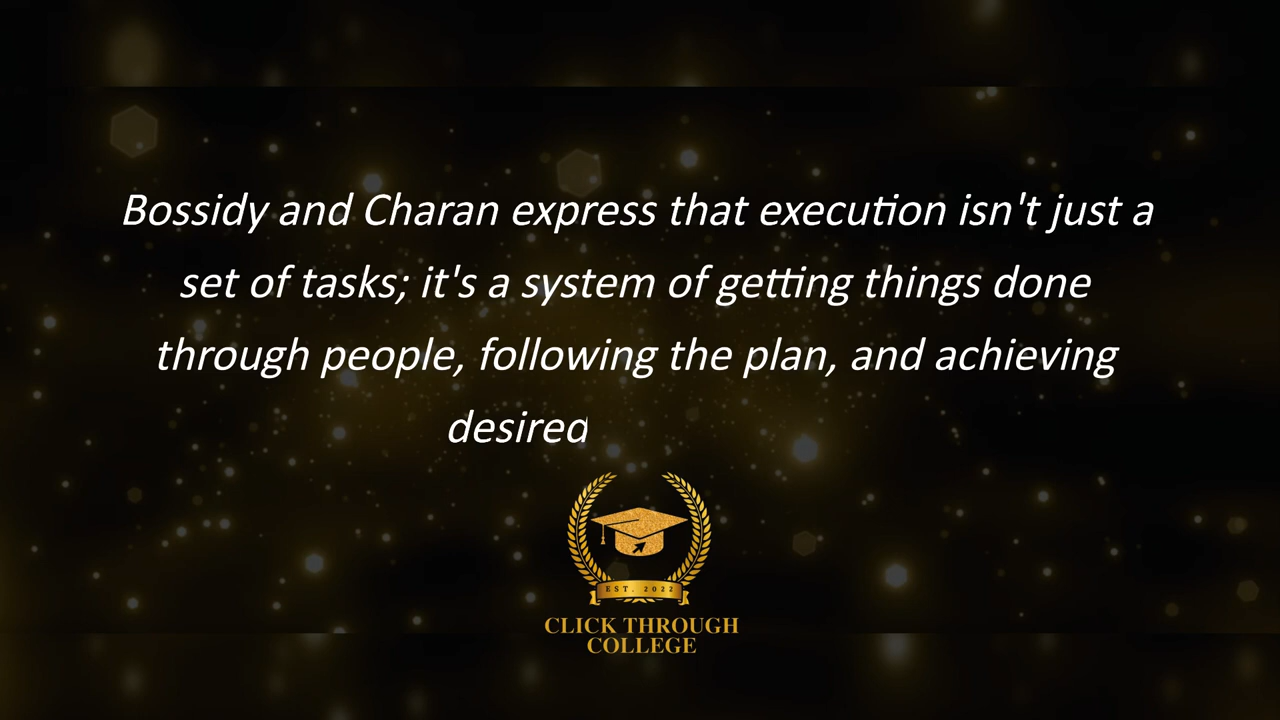 Bossidy and Charan express that execution isn't just a
set of tasks; it's a system of getting things done
through people, following the plan, and achieving
desired
EST. 2022
CLICK THROUGH
COLLEGE